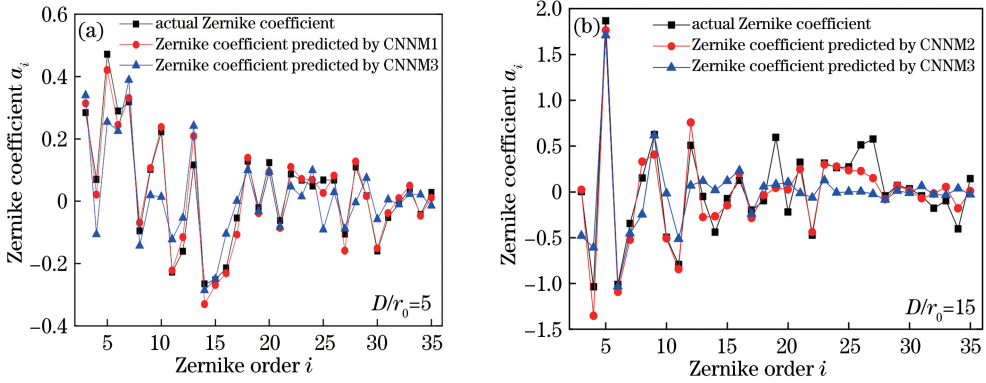 (a)
actual Zernike coefficient
Zernike coefficient predicted by CNNM1
Zernike coefficient predicted by CNNM3
Zernike coefficient a_i
0.6
0.4
0.2
0
-0.2
-0.4
D/r_0=5
5 10 15 20 25 30 35
Zernike order i
(b)
actual Zernike coefficient
Zernike coefficient predicted by CNNM2
Zernike coefficient predicted by CNNM3
Zernike coefficient a_i
2.0
1.5
1.0
0.5
0
-0.5
-1.0
-1.5
D/r_0=15
5 10 15 20 25 30 35
Zernike order i